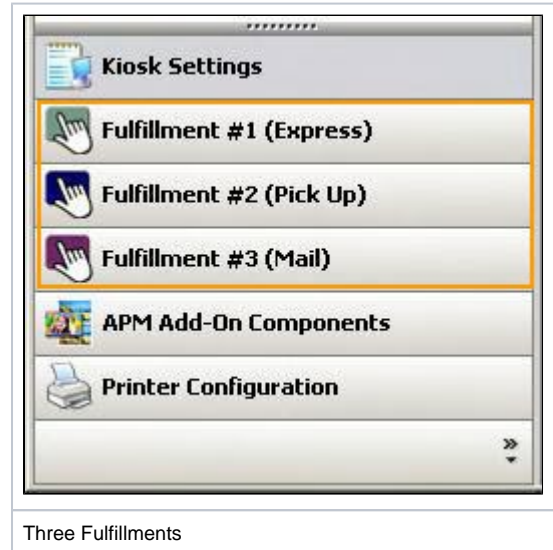 Kiosk Settings
Fulfillment #1 (Express)
Fulfillment #2 (Pick Up)
Fulfillment #3 (Mail)
APM Add-On Components
Printer Configuration
»
Three Fulfillments